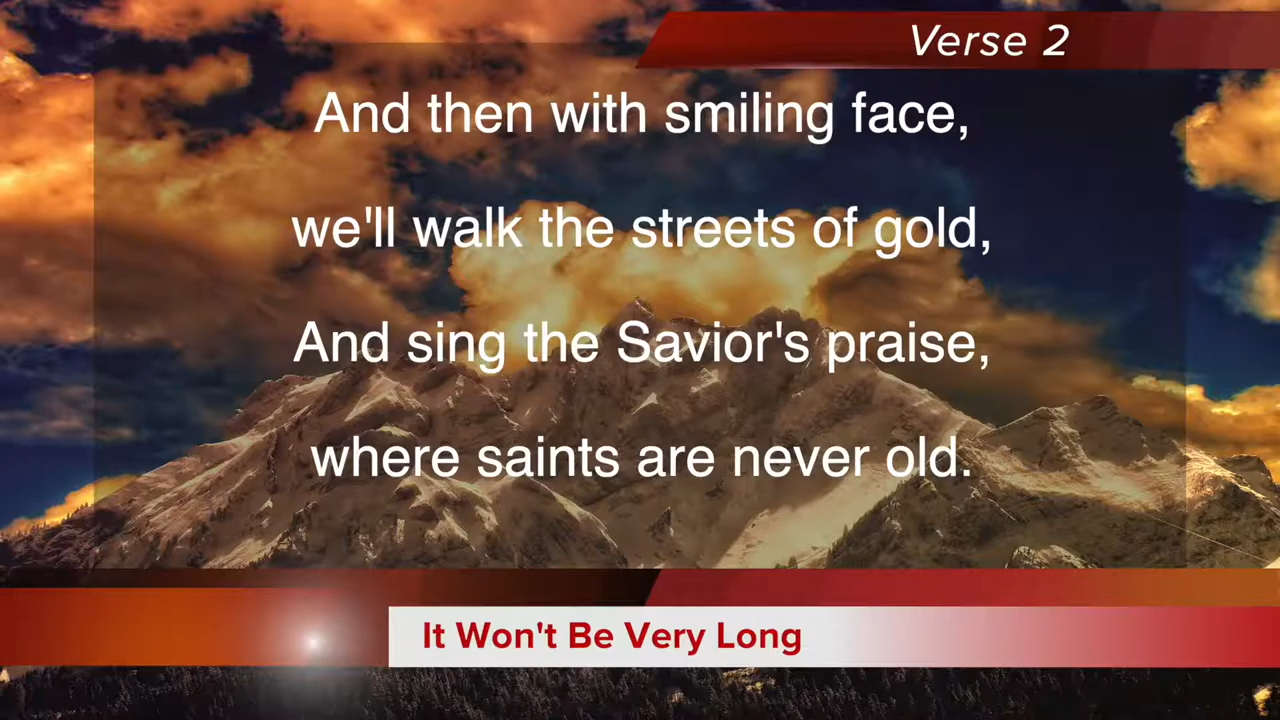 Verse 2
And then with smiling face,
we'll walk the streets of gold,
And sing the Savior's praise,
where saints are never old.
It Won't Be Very Long